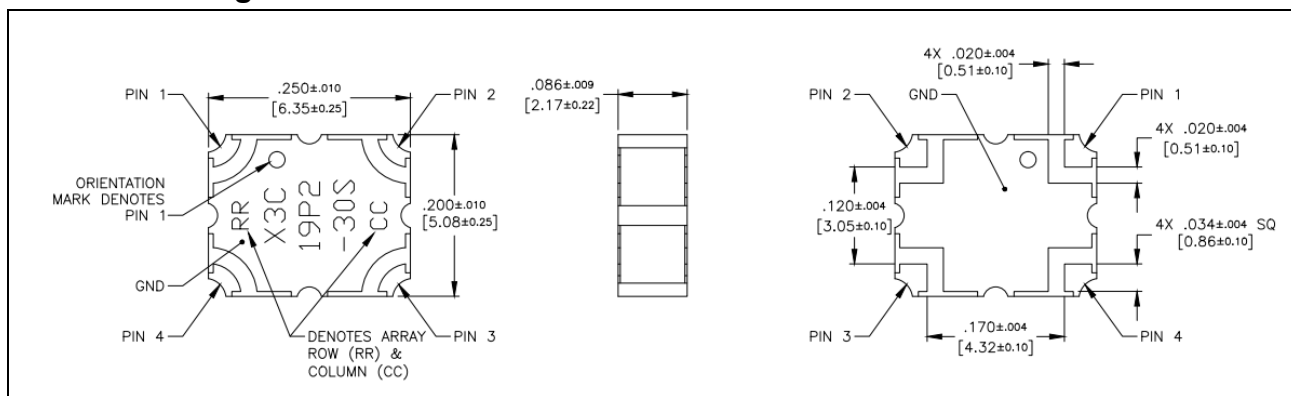 g
PIN 1
.250±.010
[6.35±0.25]
PIN 2
ORIENTATION
MARK DENOTES
PIN 1
RR
X3C
19P2
-30S
CC
.200±.010
[5.08±0.25]
GND
PIN 4
DENOTES ARRAY
ROW (RR) &
COLUMN (CC)
PIN 3
.086±.009
[2.17±0.22]
4X .020±.004
[0.51±0.10]
PIN 2
GND
PIN 1
4X .020±.004
[0.51±0.10]
.120±.004
[3.05±0.10]
4X .034±.004 SQ
[0.86±0.10]
PIN 3
.170±.004
[4.32±0.10]
PIN 4